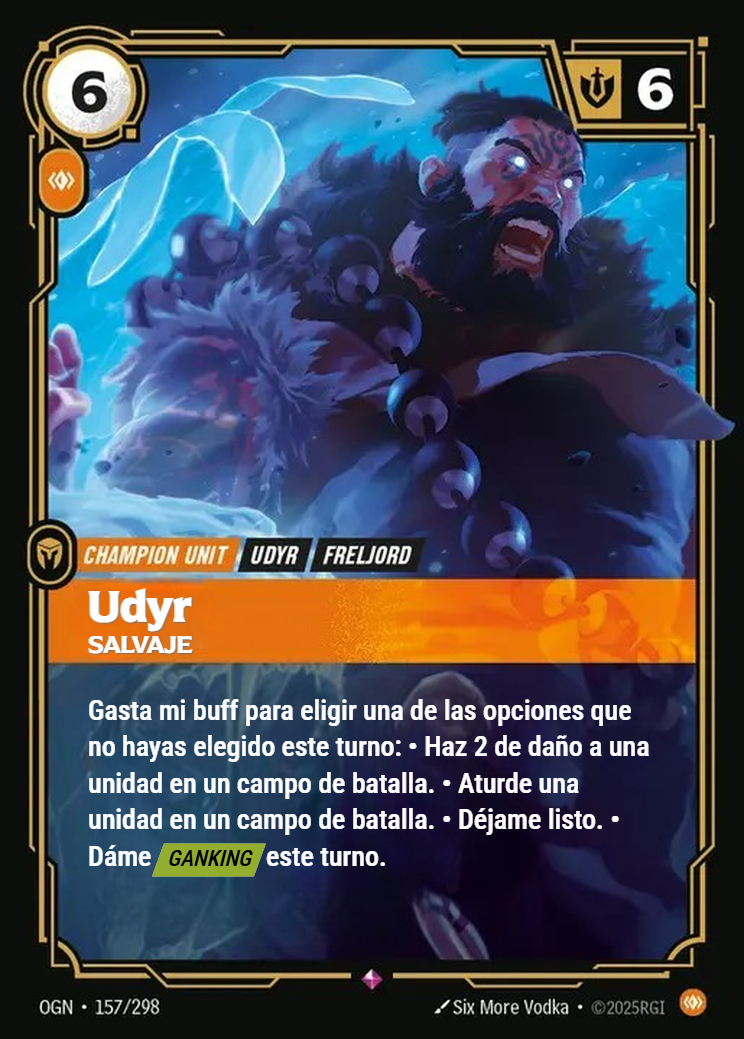 6
6
CHAMPION UNIT UDYR FRELJORD
Udyr
SALVAJE
Gasta mi buff para eligir una de las opciones que
no hayas elegido este turno: • Haz 2 de daño a una
unidad en un campo de batalla. • Aturde una
unidad en un campo de batalla. • Déjame listo. •
Dáme GANKING este turno.
OGN • 157/298
Six More Vodka • ©2025RGI